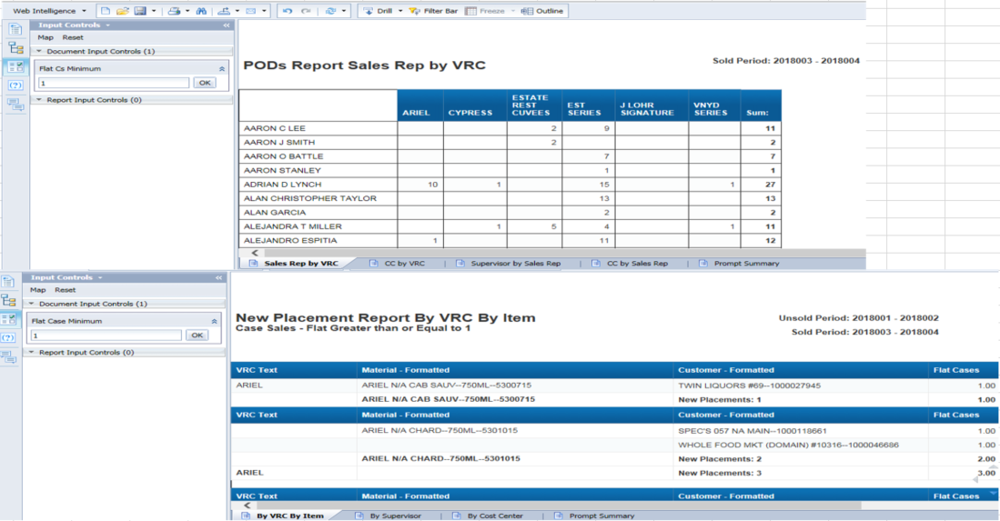 Web Intelligence Drill Filter Bar Freeze Outline
Input Controls
Map Reset
Document Input Controls (1)
Flat Cs Minimum
1 OK
Report Input Controls (0)
PODs Report Sales Rep by VRC
Sold Period: 2018003 - 2018004
ARIEL CYPRESS ESTATE REST CUVEES EST SERIES J LOHR SIGNATURE VNYD SERIES Sum:
AARON C LEE 2 9 11
AARON J SMITH 2 2
AARON O BATTLE 7 7
AARON STANLEY 1 1
ADRIAN D LYNCH 10 1 15 1 27
ALAN CHRISTOPHER TAYLOR 13 13
ALAN GARCIA 2 2
ALEJANDRA T MILLER 1 5 4 1 11
ALEJANDRO ESPITIA 1 11 12
Sales Rep by VRC CC by VRC Supervisor by Sales Rep CC by Sales Rep Prompt Summary
Input Controls
Map Reset
Document Input Controls (1)
Flat Case Minimum
1 OK
Report Input Controls (0)
New Placement Report By VRC By Item
Case Sales - Flat Greater than or Equal to 1
Unsold Period: 2018001 - 2018002
Sold Period: 2018003 - 2018004
VRC Text Material - Formatted Customer - Formatted Flat Cases
ARIEL ARIEL N/A CAB SAUV--750ML--5300715 TWIN LIQUORS #69--1000027945 1.00
ARIEL N/A CAB SAUV--750ML--5300715 New Placements: 1 1.00
VRC Text Material - Formatted Customer - Formatted Flat Cases
ARIEL N/A CHARD--750ML--5301015 SPEC'S 057 NA MAIN--1000118661 1.00
WHOLE FOOD MKT (DOMAIN) #10316--1000046686 1.00
ARIEL N/A CHARD--750ML--5301015 New Placements: 2 2.00
ARIEL New Placements: 3 3.00
VRC Text Material - Formatted Customer - Formatted Flat Cases
By VRC By Item By Supervisor By Cost Center Prompt Summary